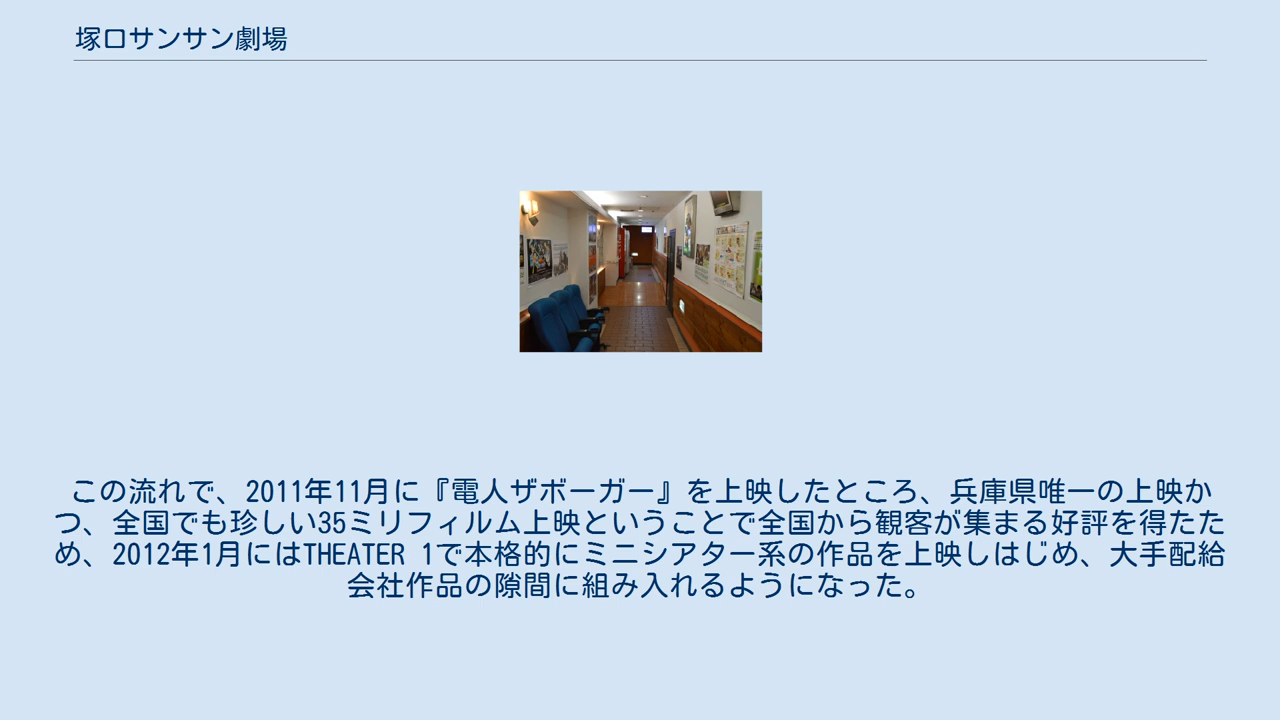 塚口サンサン劇場
この流れで、2011年11月に『電人ザボーガー』を上映したところ、兵庫県唯一の上映か
つ、全国でも珍しい35ミリフィルム上映ということで全国から観客が集まる好評を得たた
め、2012年1月にはTHEATER 1で本格的にミニシアター系の作品を上映しはじめ、大手配給
会社作品の隙間に組み入れるようになった。